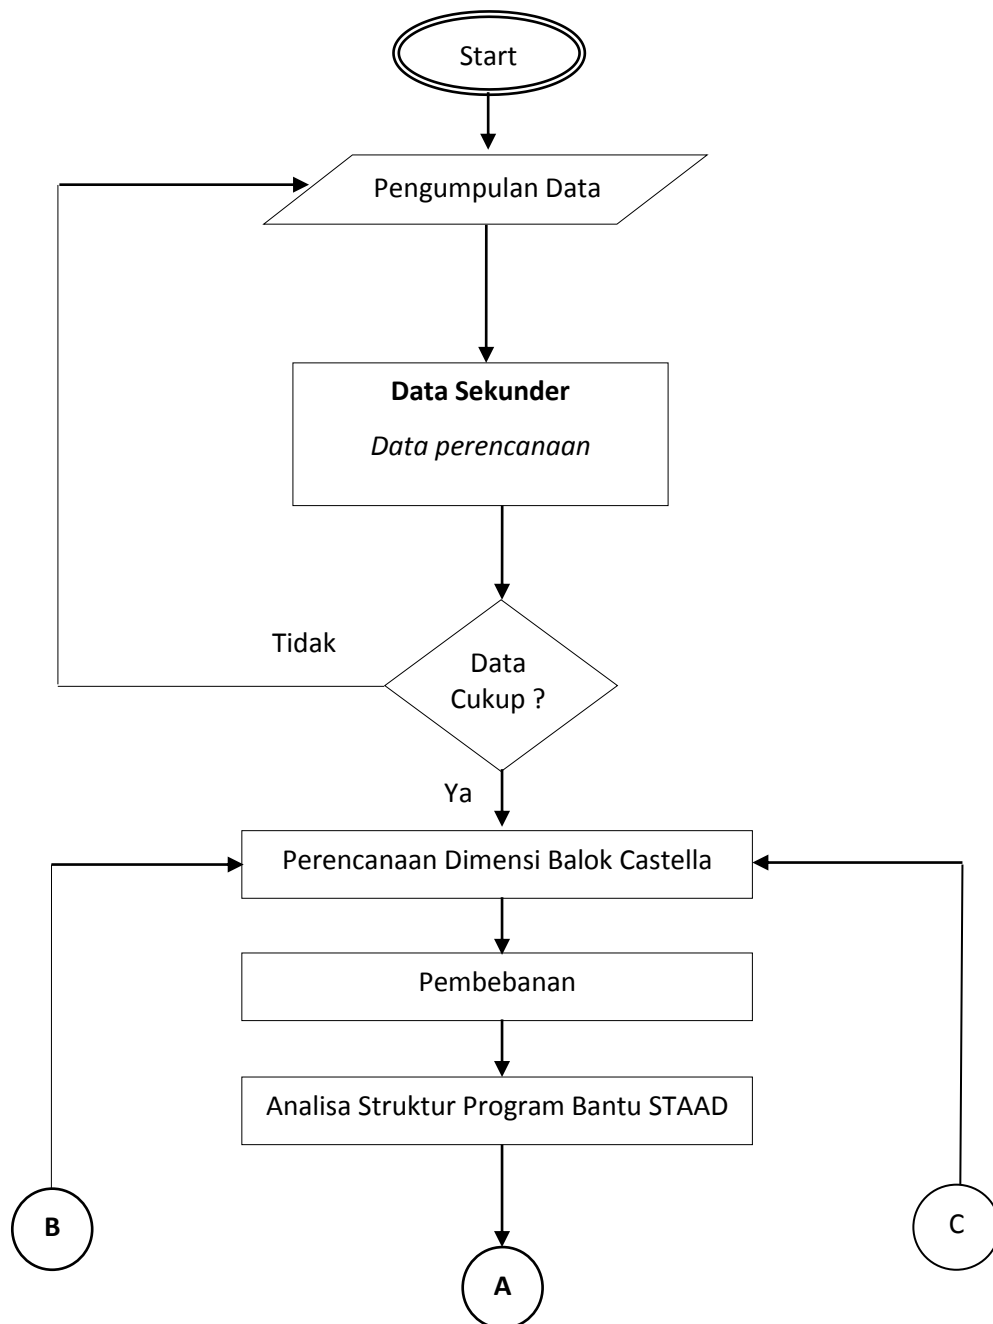 Start
Pengumpulan Data
Data Sekunder
Data perencanaan
Tidak
Data
Cukup ?
Ya
Perencanaan Dimensi Balok Castella
Pembebanan
Analisa Struktur Program Bantu STAAD
B
C
A